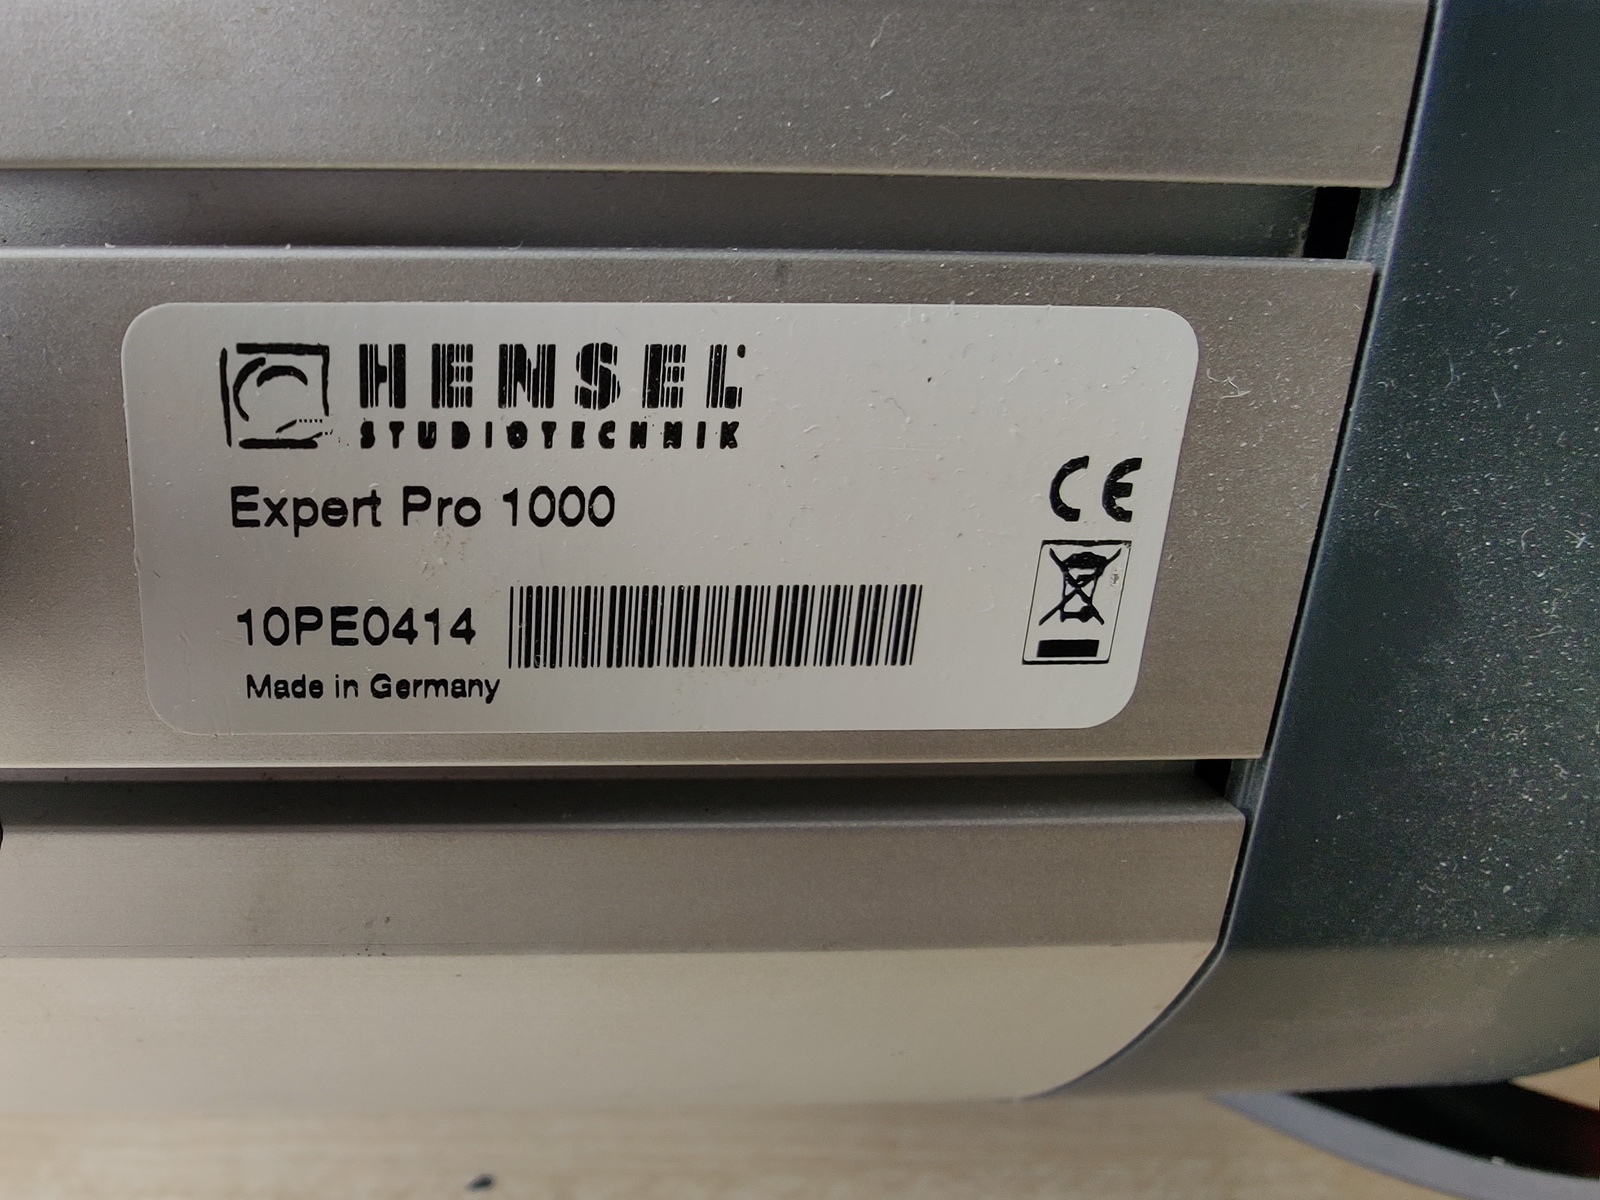 HENSEL
STUDIOTECHNIK
Expert Pro 1000
CE
10PE0414
Made in Germany